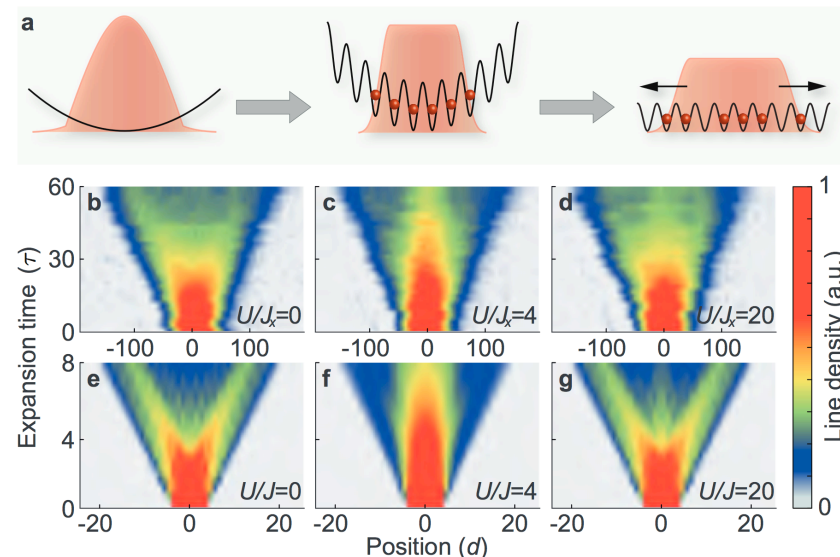 a
60
30
0
b
U/Jx=0
c
U/Jx=4
d
U/Jx=20
-100 0 100
-100 0 100
-100 0 100
Expansion time (τ)
8
4
0
e
U/J=0
f
U/J=4
g
U/J=20
-20 0 20
-20 0 20
-20 0 20
Position (d)
1
0
Line density (a.u.)